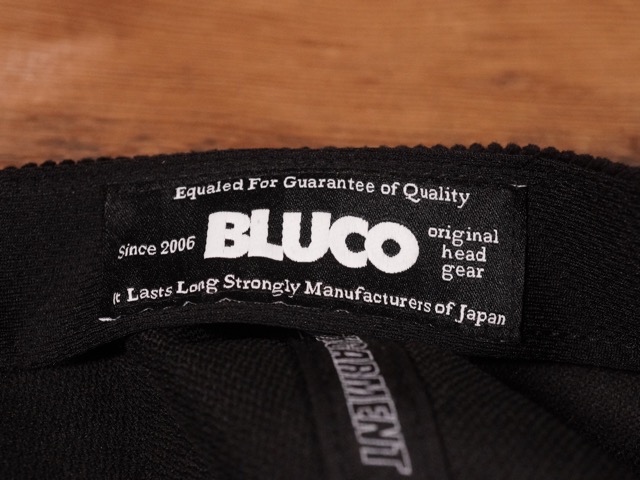 Equaled For Guarantee of Quality
Since 2006
BLUCO
original
head
gear
It Lasts Long Strongly Manufacturers of Japan